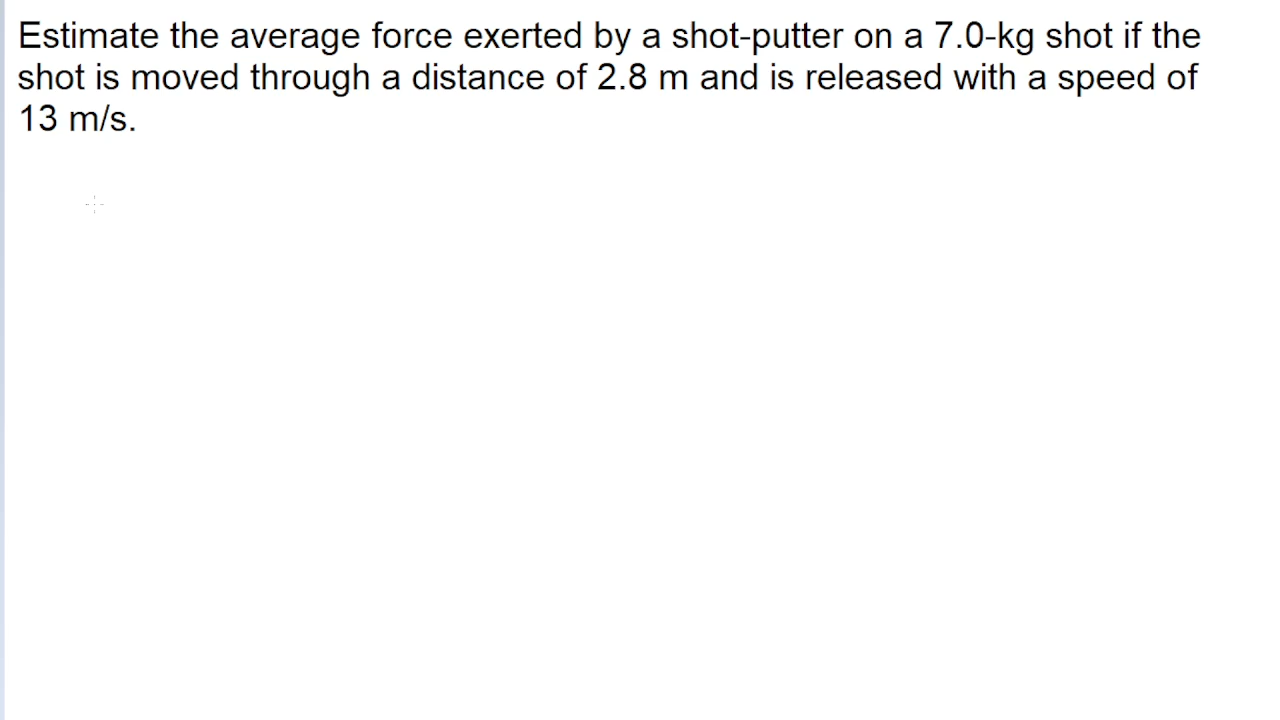 Estimate the average force exerted by a shot-putter on a 7.0-kg shot if the
shot is moved through a distance of 2.8 m and is released with a speed of
13 m/s.